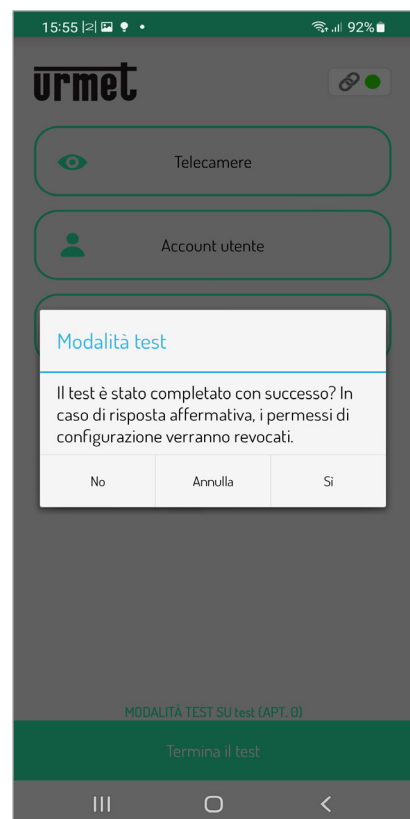 15:55
92%
urmet
Telecamere
Account utente
Modalità test
Il test è stato completato con successo? In
caso di risposta affermativa, i permessi di
configurazione verranno revocati.
No
Annulla
Si
MODALITÀ TEST SU test (APT. 0)
Termina il test